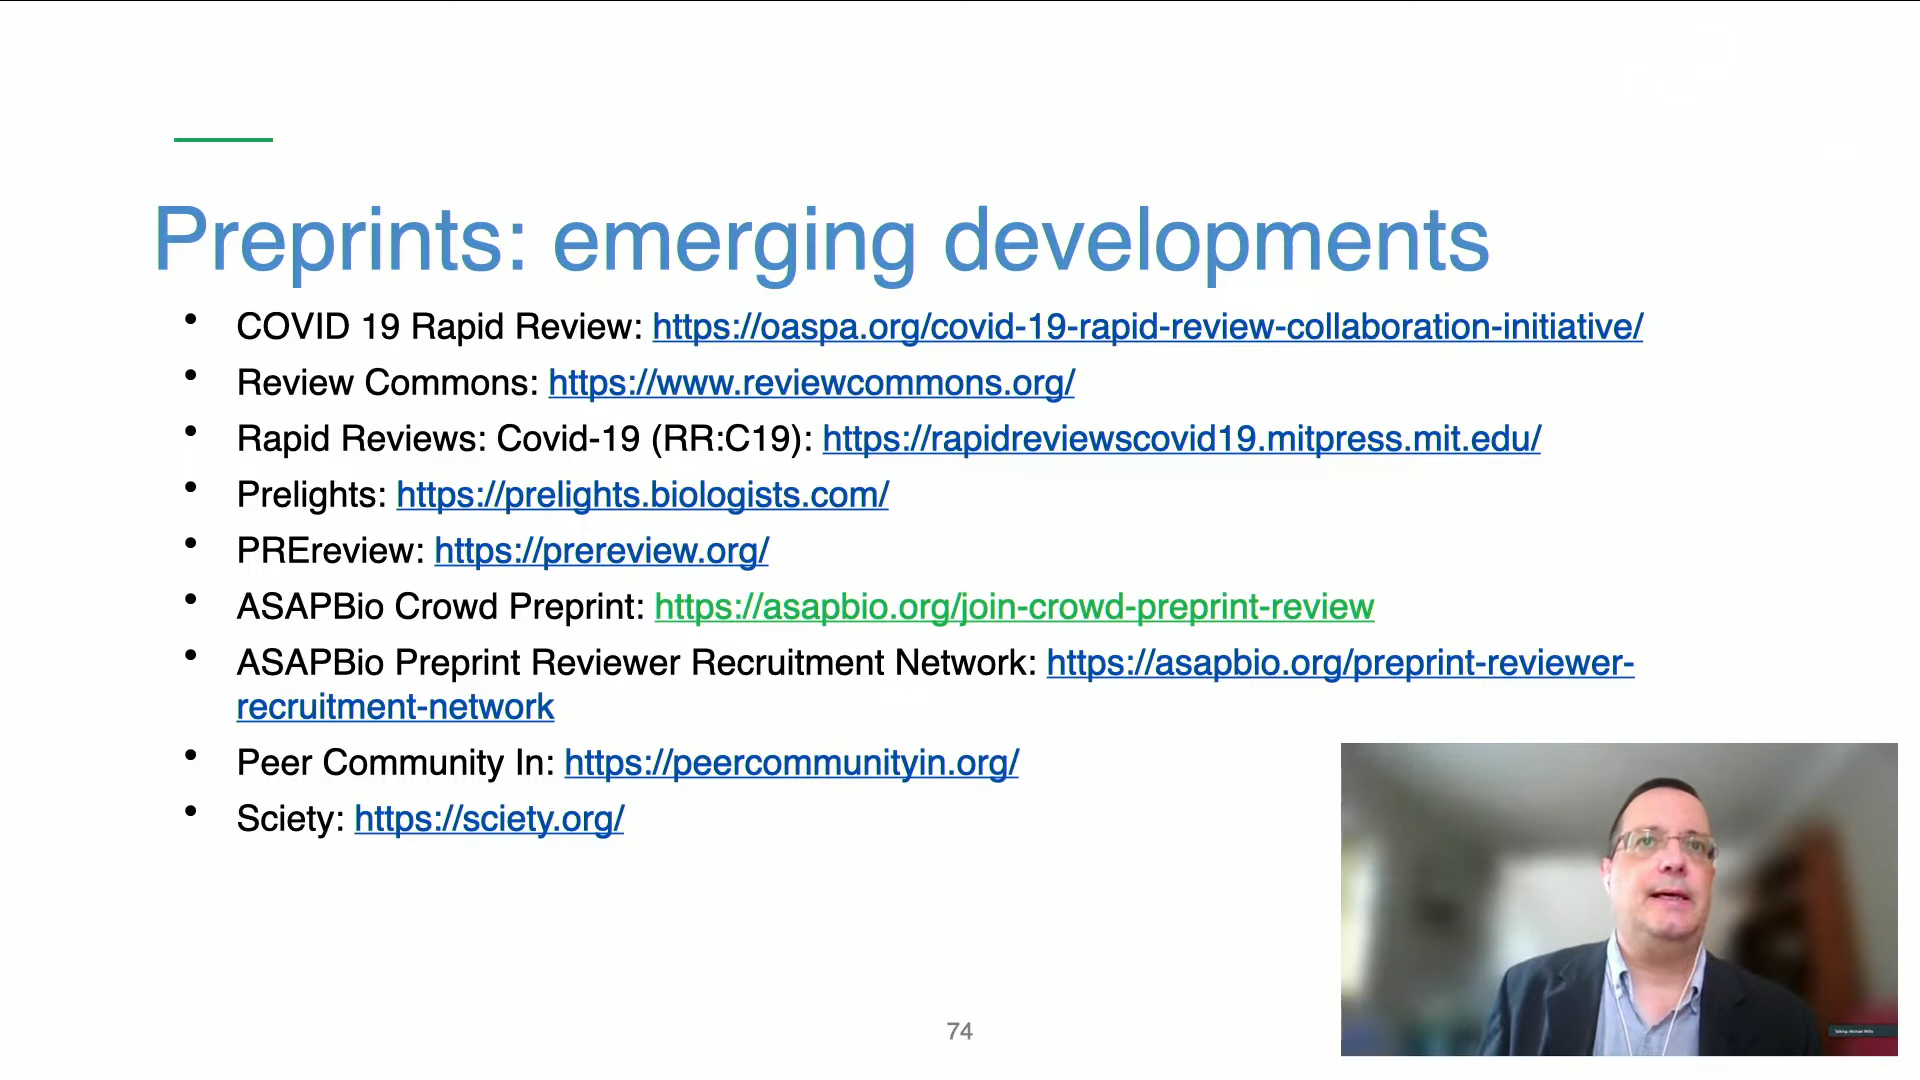 Preprints: emerging developments
• COVID 19 Rapid Review: https://oaspa.org/covid-19-rapid-review-collaboration-initiative/
• Review Commons: https://www.reviewcommons.org/
• Rapid Reviews: Covid-19 (RR:C19): https://rapidreviewscovid19.mitpress.mit.edu/
• Prelights: https://prelights.biologists.com/
• PREreview: https://prereview.org/
• ASAPBio Crowd Preprint: https://asapbio.org/join-crowd-preprint-review
• ASAPBio Preprint Reviewer Recruitment Network: https://asapbio.org/preprint-reviewer-
recruitment-network
• Peer Community In: https://peercommunityin.org/
• Sciety: https://sciety.org/
Talking: Michael Willis
74